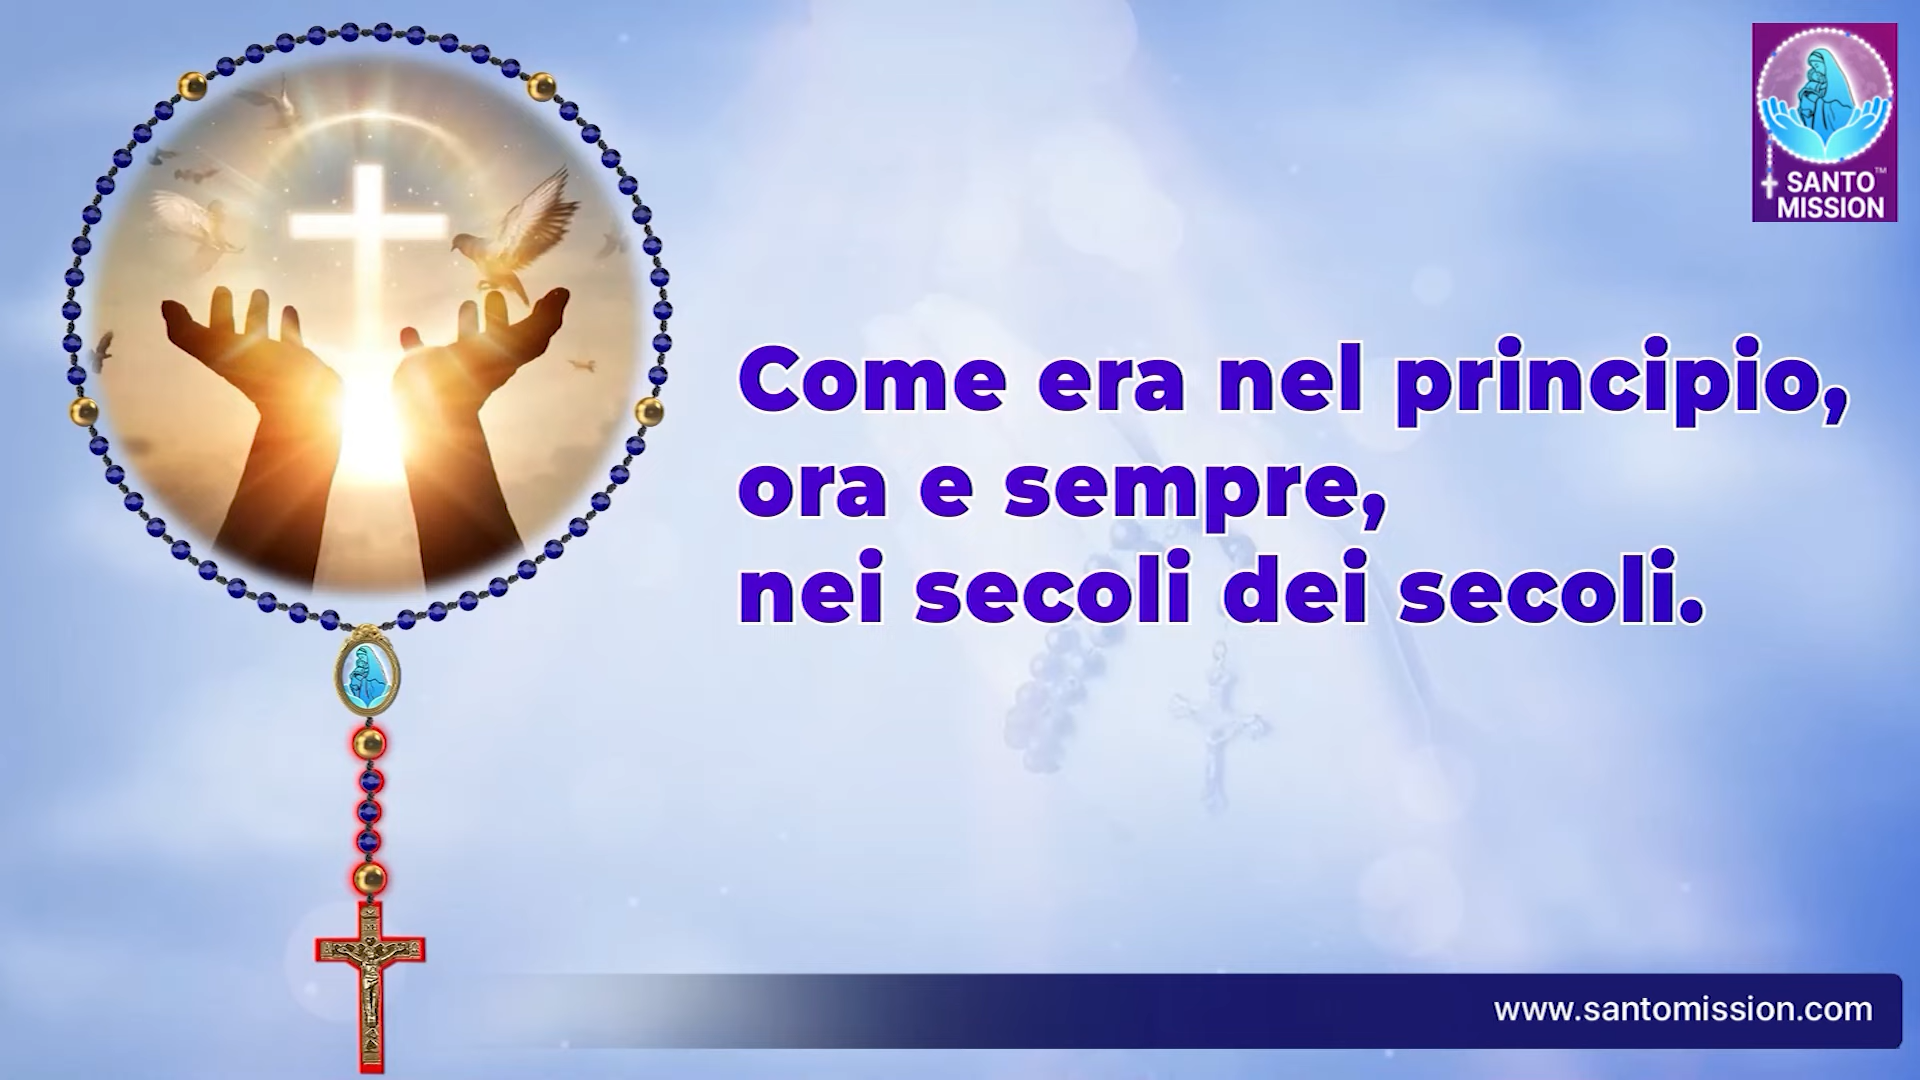 SANTO™
MISSION
Come era nel principio,
ora e sempre,
nei secoli dei secoli.
www.santomission.com